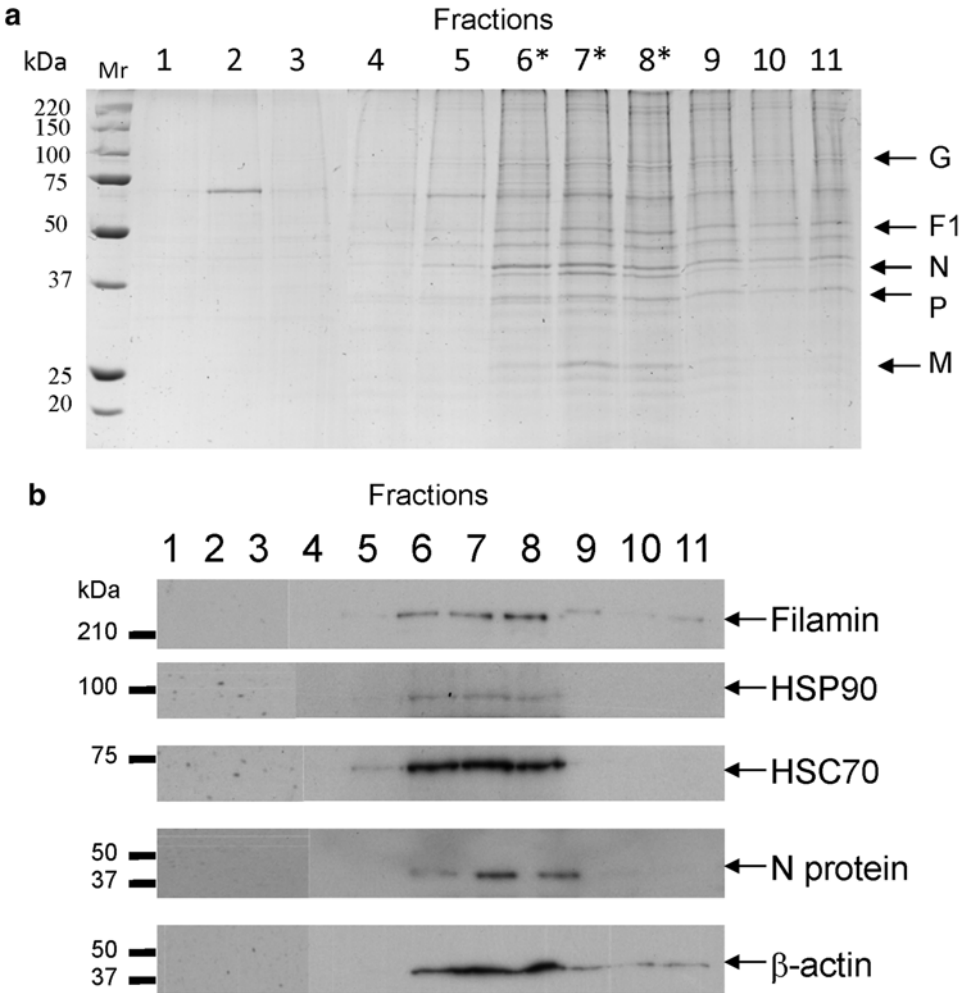 a
Fractions
kDa Mr 1 2 3 4 5 6* 7* 8* 9 10 11
220
150
100
75
50
37
25
20
G
F1
N
P
M
b
Fractions
1 2 3 4 5 6 7 8 9 10 11
kDa
210
Filamin
100
HSP90
75
HSC70
50
37
N protein
50
37
β-actin